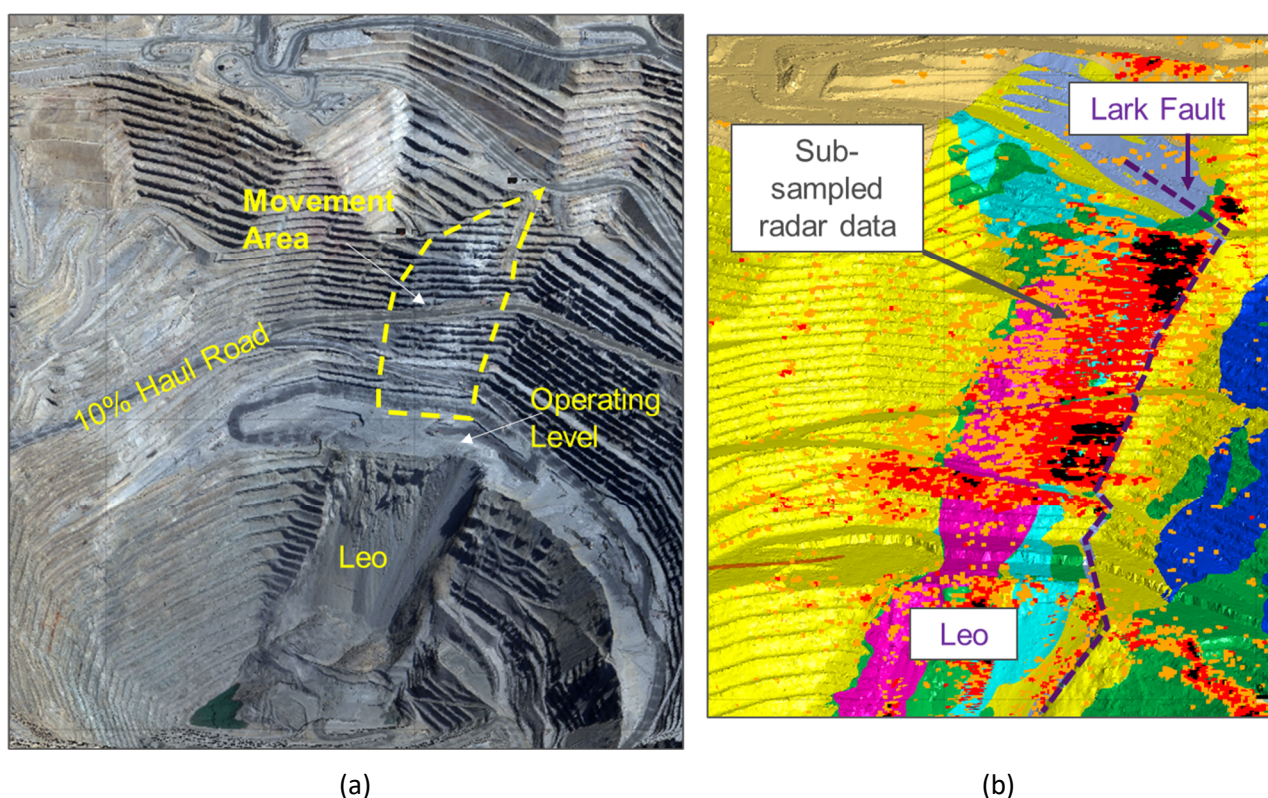 Movement
Area
10% Haul Road
Operating
Level
Leo
Lark Fault
Sub-
sampled
radar data
Leo
(a)
(b)